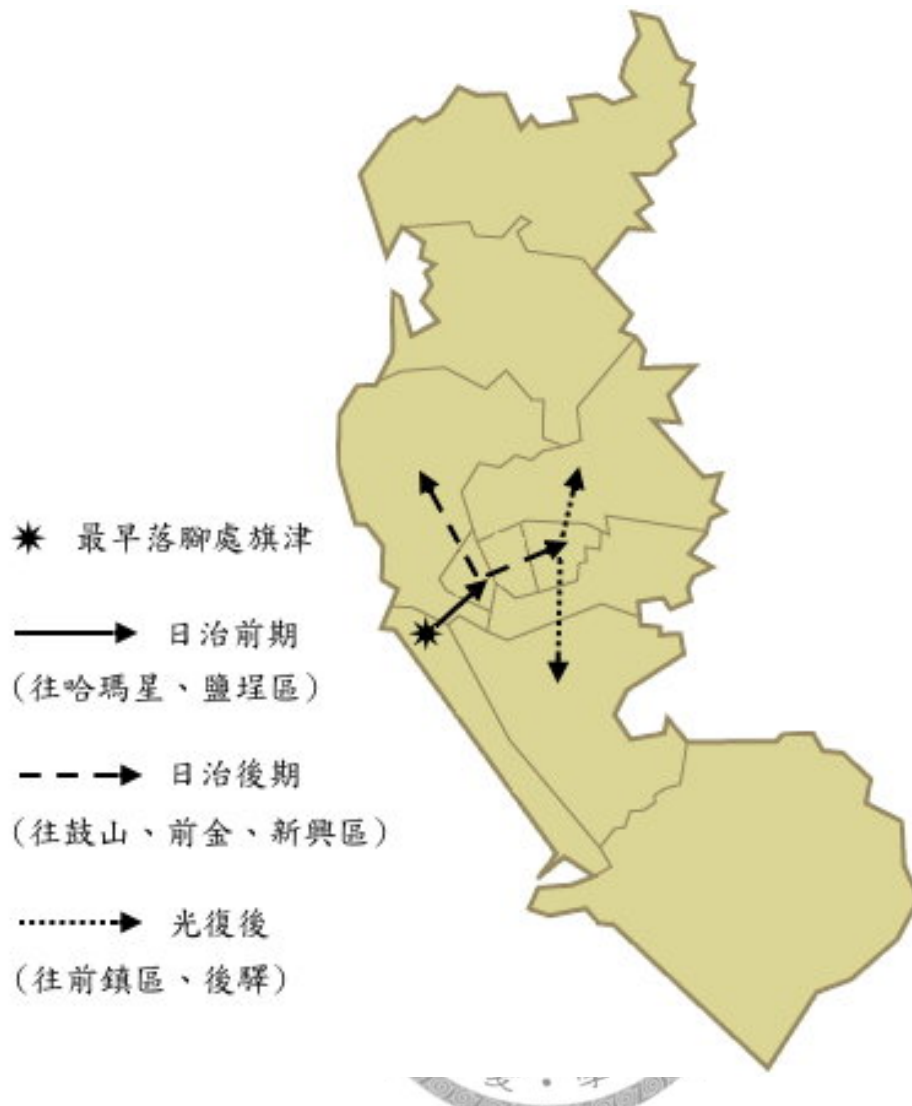 最早落腳處旗津
日治前期
(往哈瑪星、鹽埕區)
日治後期
(往鼓山、前金、新興區)
光復後
(往前鎮區、後驛)